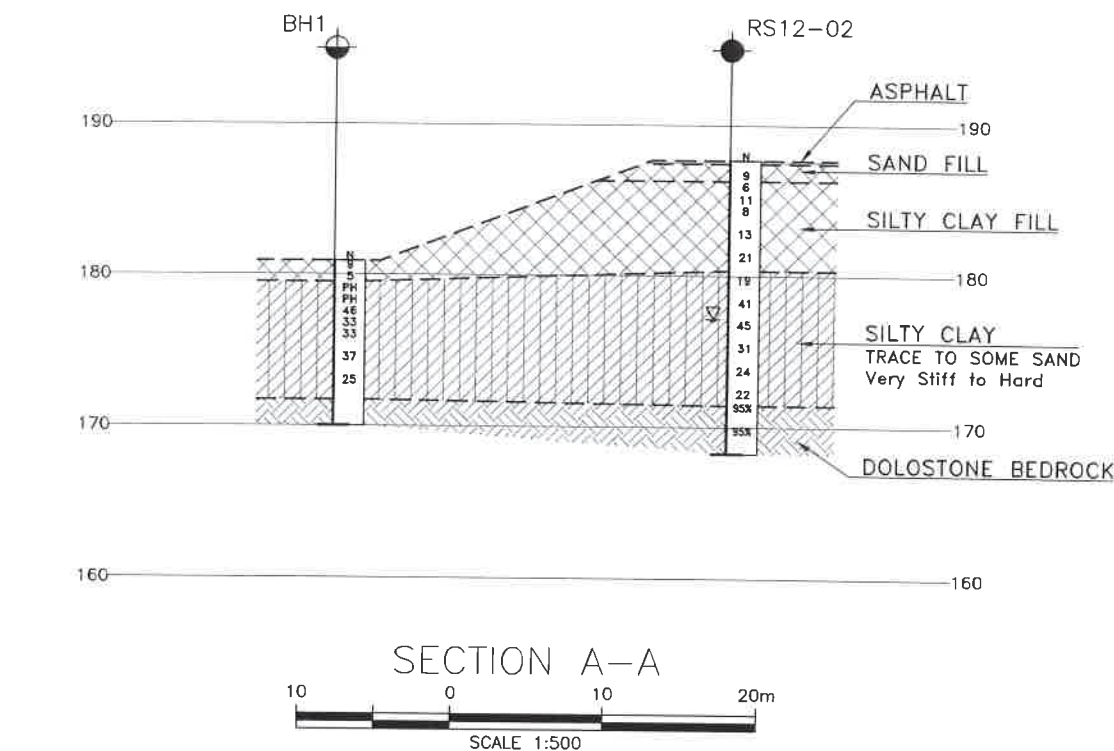 BH1
RS12-02
ASPHALT
190
190
SAND FILL
N
9
6
11
8
SILTY CLAY FILL
13
21
N
9
5
180
180
PH
PH
46
33
33
37
25
19
41
45
31
24
22
95%
95%
SILTY CLAY
TRACE TO SOME SAND
Very Stiff to Hard
170
170
DOLOSTONE BEDROCK
160
160
SECTION A-A
10 0 10 20m
SCALE 1:500